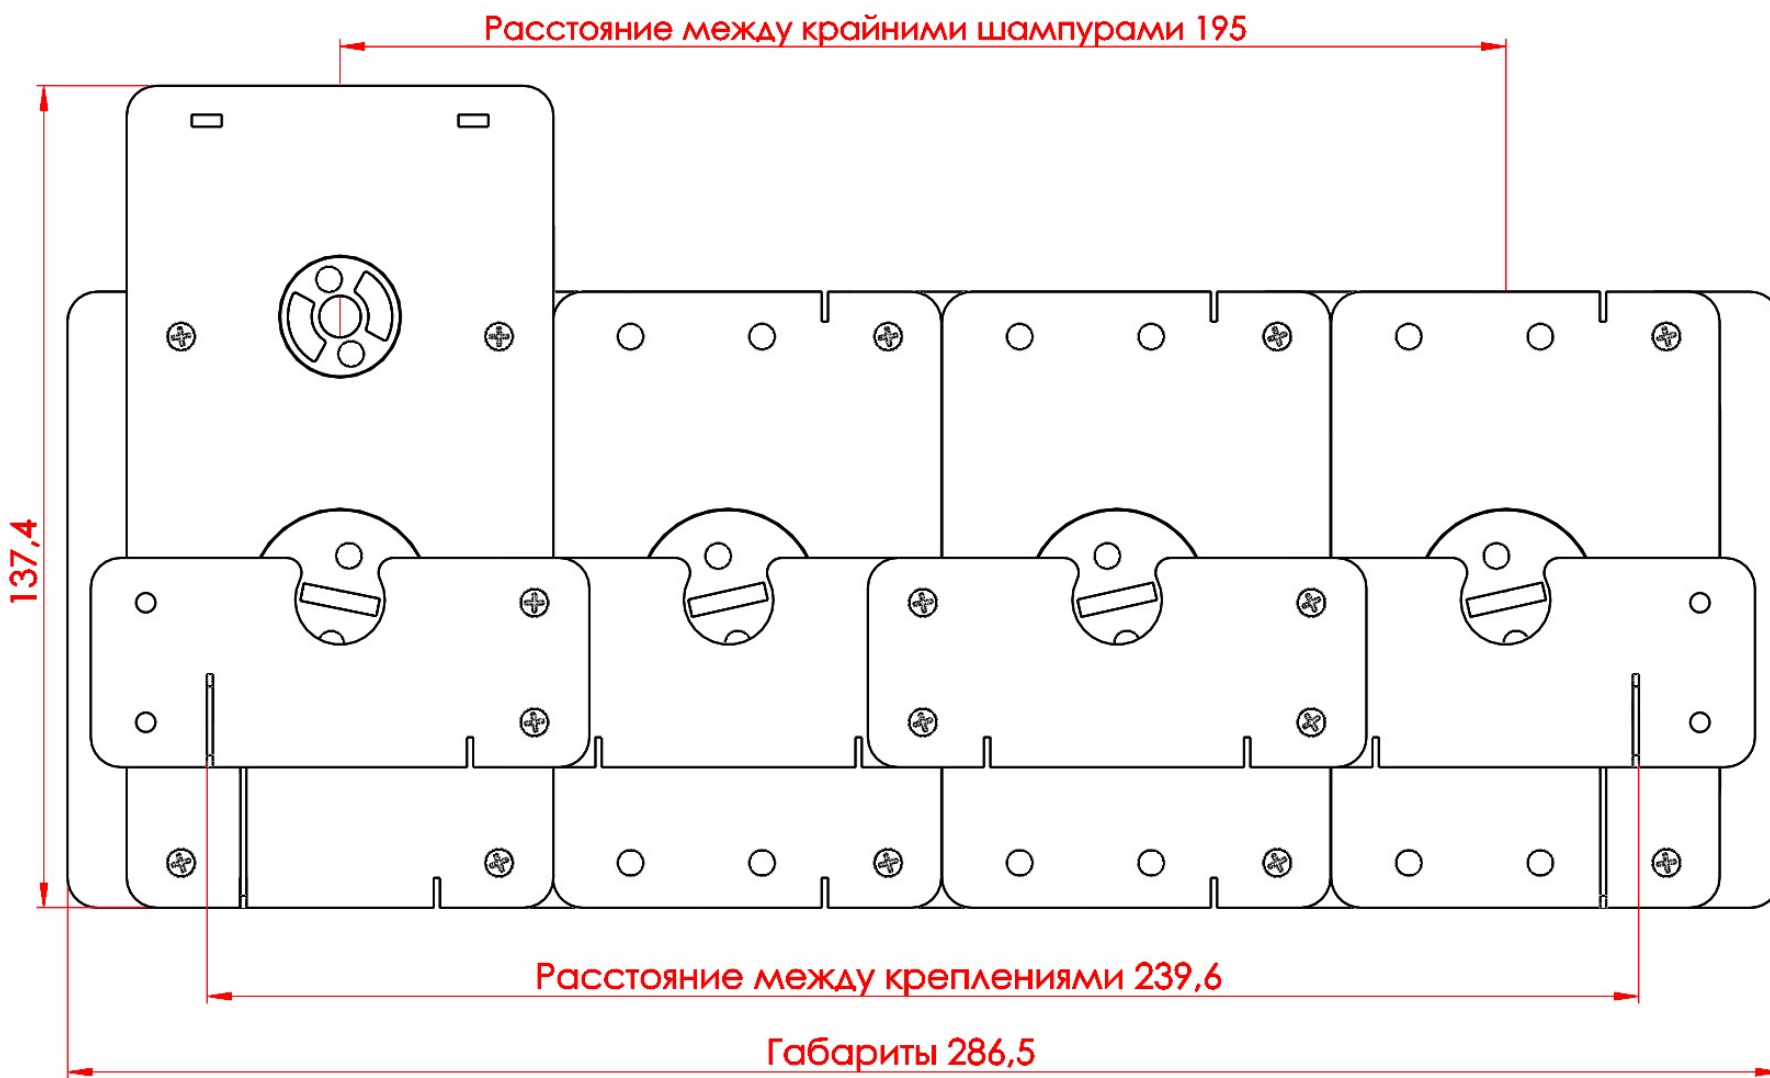 Расстояние между крайними шампурами 195
137,4
Расстояние между креплениями 239,6
Габариты 286,5